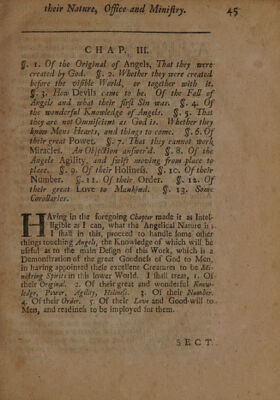 their Nature, Office and Ministry. 45
CHAP. III.
§. 1. Of the Original of Angels, That they were
created by God. §. 2. Whether they were created
before the visible World, or together with it.
§. 3. How Devils came to be. Of the Fall of
Angels and what their first Sin was. §. 4. Of
the wonderful Knowledge of Angels. §. 5. That
they are not Omniscient as God is. Whether they
know Mens Hearts, and things to come. §. 6. Of
their great Power. §. 7. That they cannot work
Miracles. An Objection answer'd. §. 8. Of the
Angels Agility, and swift moving from place to
place. §. 9. Of their Holiness. §. 10. Of their
Number. §. 11. Of their Order. §. 12. Of
their great Love to Mankind. §. 13. Some
Corollaries.
HAving in the foregoing Chapter made it as Intel-
ligible as I can, what the Angelical Nature is;
I shall in this, proceed to handle some other
things touching Angels, the Knowledge of which will be
useful as to the main Design of this Work, which is a
Demonstration of the great Goodness of God to Men,
in having appointed these excellent Creatures to be Mi-
nistring Spirits in this lower World. I shall treat, 1. Of
their Original. 2. Of their great and wonderful Know-
ledge, Power, Agility, Holiness. 3. Of their Number.
4. Of their Order. 5. Of their Love and Good-will to
Men, and readiness to be imployed for them.
SECT.